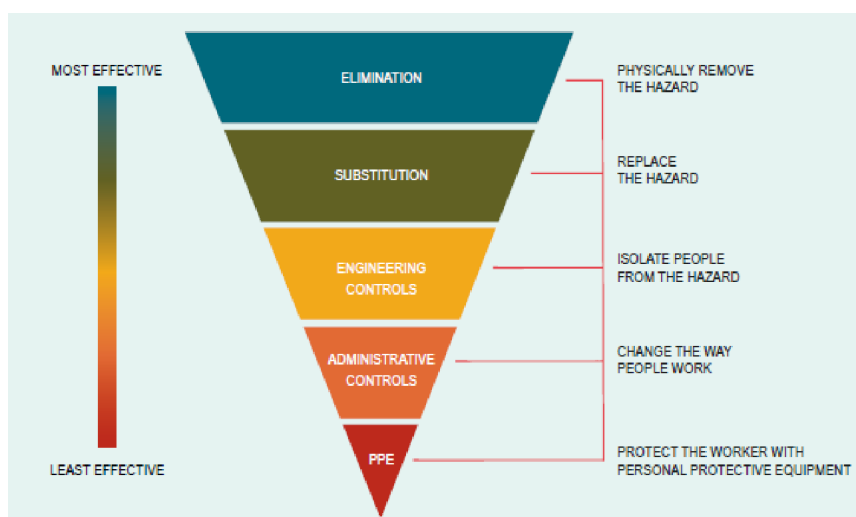 MOST EFFECTIVE
ELIMINATION
PHYSICALLY REMOVE
THE HAZARD
SUBSTITUTION
REPLACE
THE HAZARD
ENGINEERING
CONTROLS
ISOLATE PEOPLE
FROM THE HAZARD
ADMINISTRATIVE
CONTROLS
CHANGE THE WAY
PEOPLE WORK
LEAST EFFECTIVE
PPE
PROTECT THE WORKER WITH
PERSONAL PROTECTIVE EQUIPMENT